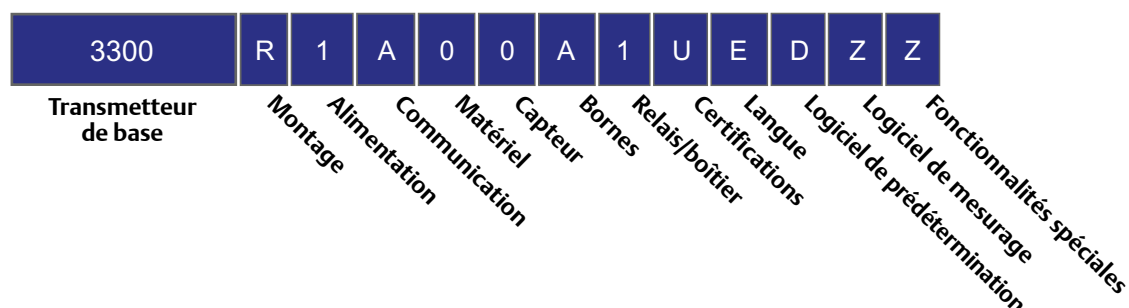 3300 R 1 A 0 0 A 1 U E D Z Z
Transmetteur
de base
Montage
Alimentation
Communication
Matériel
Capteur
Bornes
Relais/boîtier
Certifications
Langue
Logiciel de prédétermination
Logiciel de mesurage
Fonctionnalités spéciales